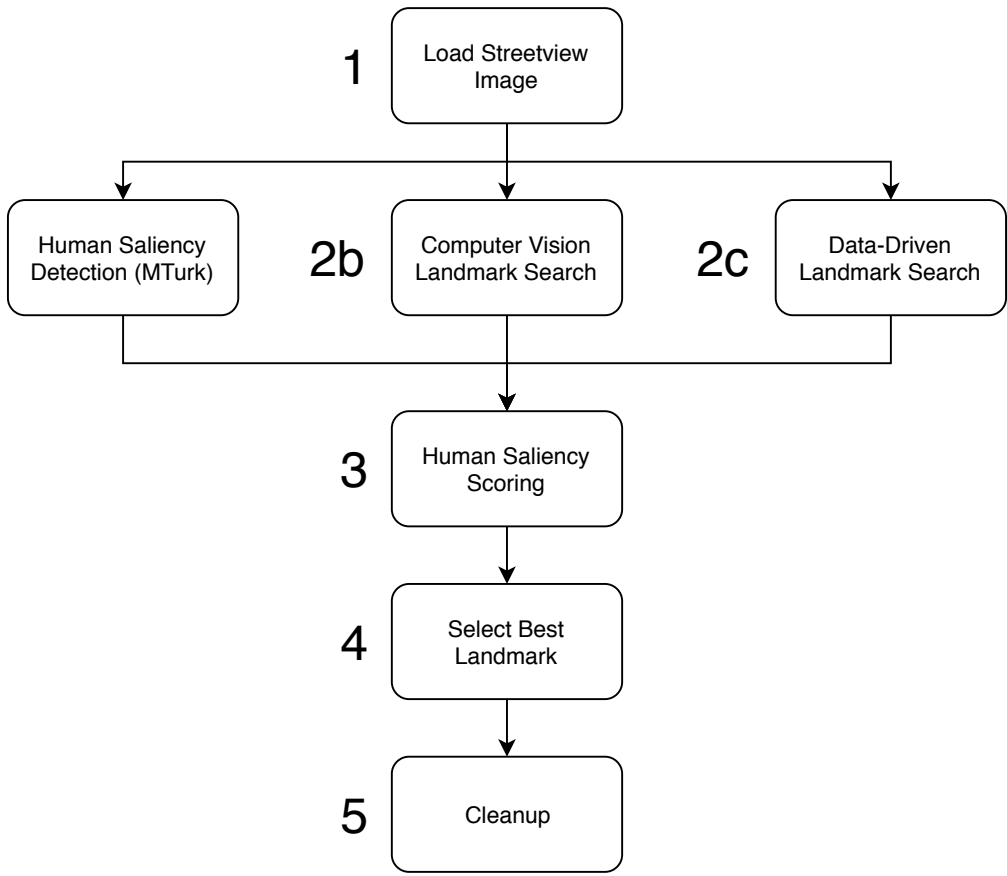 1
Load Streetview
Image
Human Saliency
Detection (MTurk)
2b
Computer Vision
Landmark Search
2c
Data-Driven
Landmark Search
3
Human Saliency
Scoring
4
Select Best
Landmark
5
Cleanup